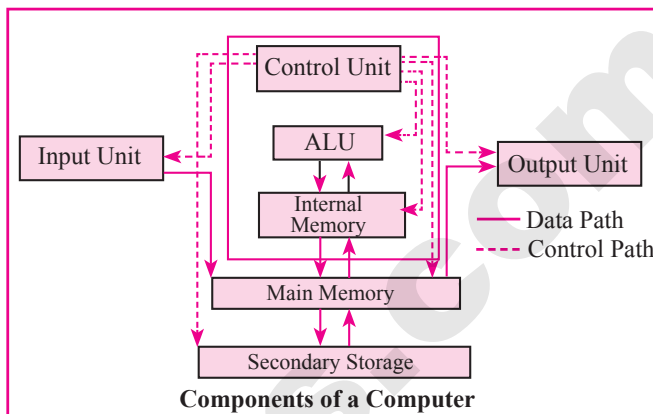 Control Unit
Input Unit
ALU
Output Unit
Internal
Memory
Data Path
Control Path
Main Memory
Secondary Storage
Components of a Computer